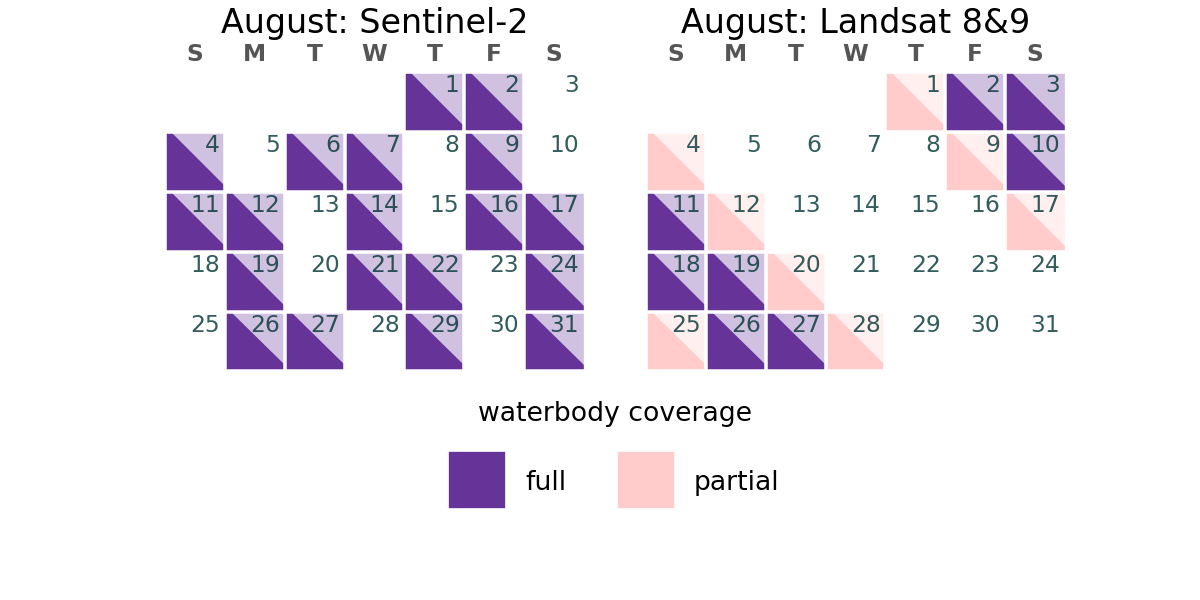 August: Sentinel-2
S M T W T F S
1 2 3
4 5 6 7 8 9 10
11 12 13 14 15 16 17
18 19 20 21 22 23 24
25 26 27 28 29 30 31
August: Landsat 8&9
S M T W T F S
1 2 3
4 5 6 7 8 9 10
11 12 13 14 15 16 17
18 19 20 21 22 23 24
25 26 27 28 29 30 31
waterbody coverage
full partial